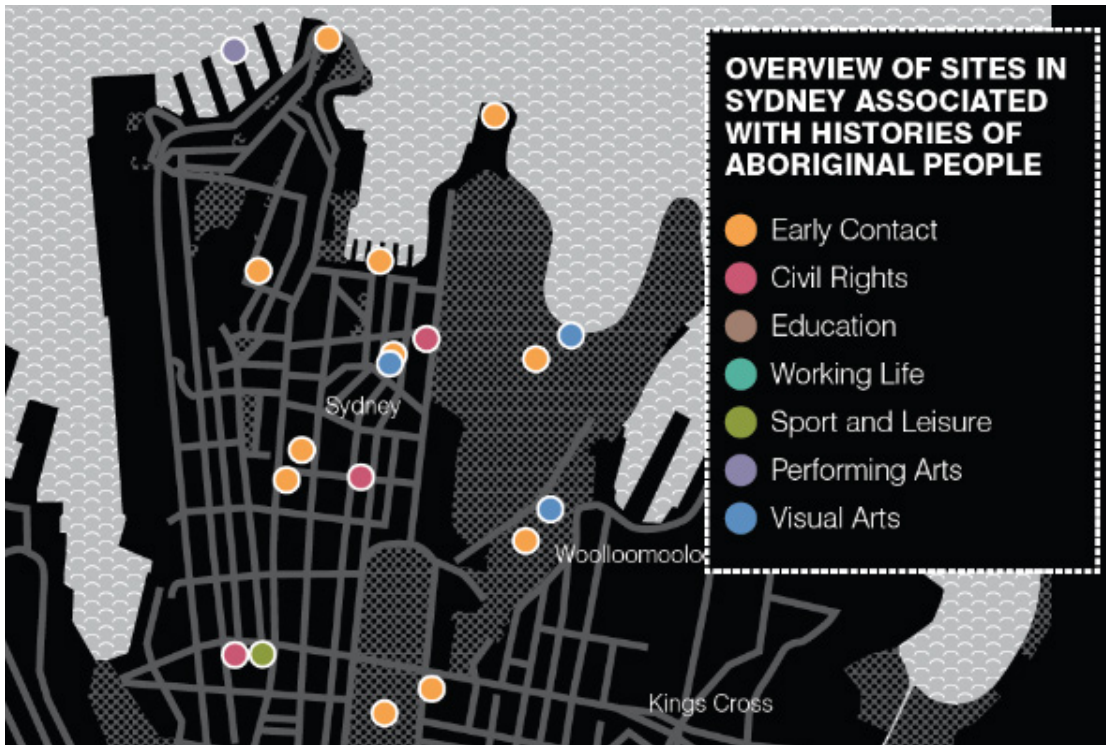 OVERVIEW OF SITES IN
SYDNEY ASSOCIATED
WITH HISTORIES OF
ABORIGINAL PEOPLE
Early Contact
Civil Rights
Education
Working Life
Sport and Leisure
Performing Arts
Visual Arts
Sydney
Woolloomooloo
Kings Cross